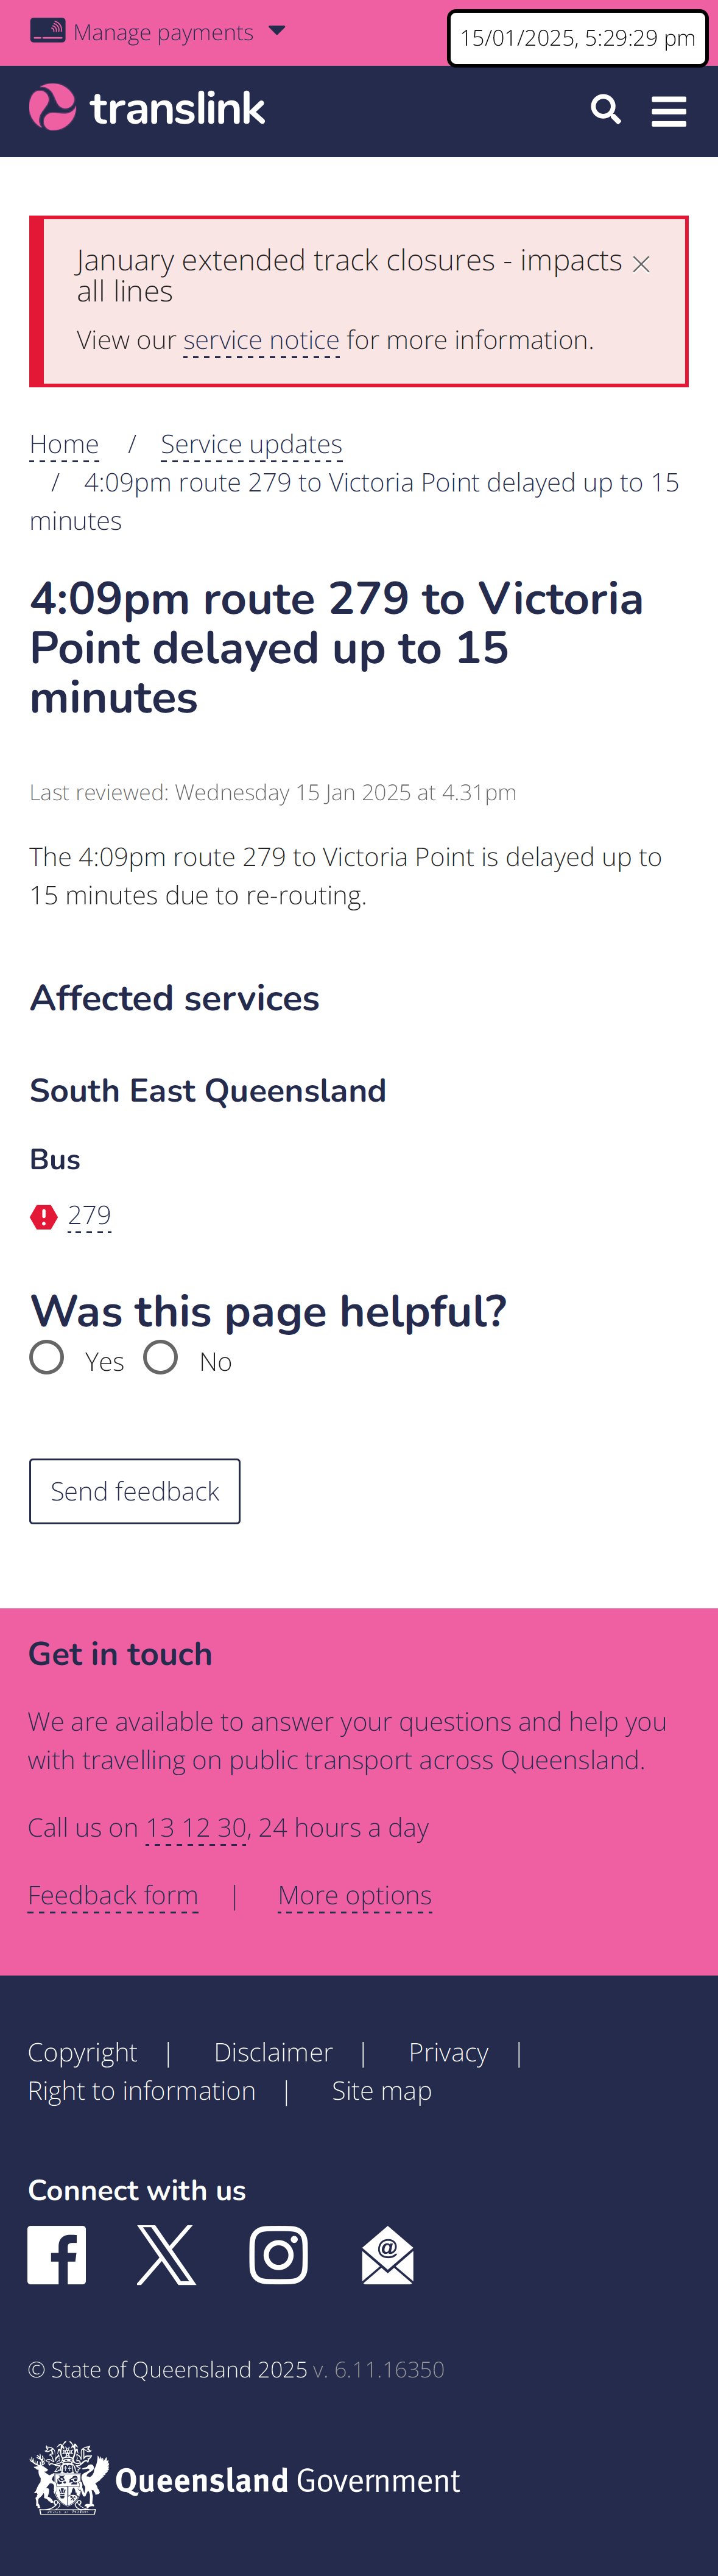 Manage payments
15/01/2025, 5:29:29 pm
translink
January extended track closures - impacts
all lines
View our service notice for more information.
Home / Service updates
/ 4:09pm route 279 to Victoria Point delayed up to 15
minutes
4:09pm route 279 to Victoria
Point delayed up to 15
minutes
Last reviewed: Wednesday 15 Jan 2025 at 4.31pm
The 4:09pm route 279 to Victoria Point is delayed up to
15 minutes due to re-routing.
Affected services
South East Queensland
Bus
279
Was this page helpful?
Yes No
Send feedback
Get in touch
We are available to answer your questions and help you
with travelling on public transport across Queensland.
Call us on 13 12 30, 24 hours a day
Feedback form | More options
Copyright | Disclaimer | Privacy |
Right to information | Site map
Connect with us
© State of Queensland 2025 v. 6.11.16350
Queensland Government